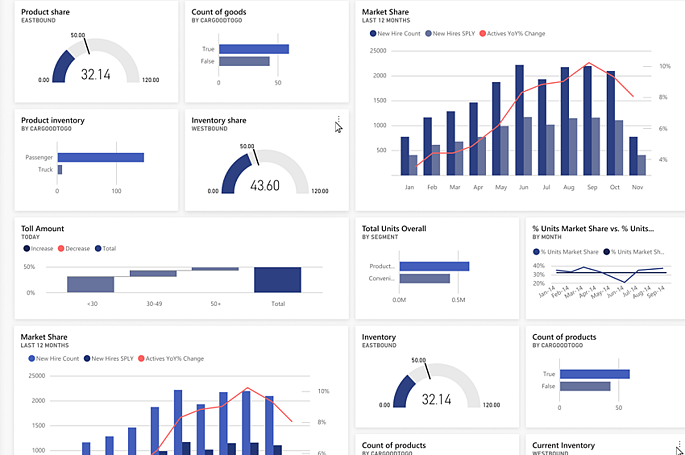 Product share
EASTBOUND
50.00
0.00
32.14
120.00
Count of goods
BY CARGOODTOGO
True
False
0
50
Market Share
LAST 12 MONTHS
New Hire Count
New Hires SPLY
Actives YoY% Change
25000
2000
1500
1000
500
10%
8%
6%
4%
Jan
Feb
Mar
Apr
May
Jun
Jul
Aug
Sep
Oct
Nov
Product inventory
BY CARGOODTOGO
Passenger
Truck
0
100
Inventory share
WESTBOUND
50.00
0.00
43.60
120.00
Toll Amount
TODAY
Increase
Decrease
Total
50%
0%
<30
30-49
50+
Total
Total Units Overall
BY SEGMENT
Product...
Conveni...
0.0M
0.5M
% Units Market Share vs. % Units...
BY MONTH
% Units Market Share
% Units Market Sh...
40%
30%
20%
Jan-14
Feb-14
Mar-14
Apr-14
May-14
Jun-14
Jul-14
Aug-14
Sep-14
Market Share
LAST 12 MONTHS
New Hire Count
New Hires SPLY
Actives YoY% Change
25000
2000
1500
1000
10%
8%
6%
Inventory
EASTBOUND
50.00
0.00
32.14
120.00
Count of products
BY CARGOODTOGO
True
False
0
50
Count of products
BY CARGOODTOGO
Current Inventory
WESTBOUND